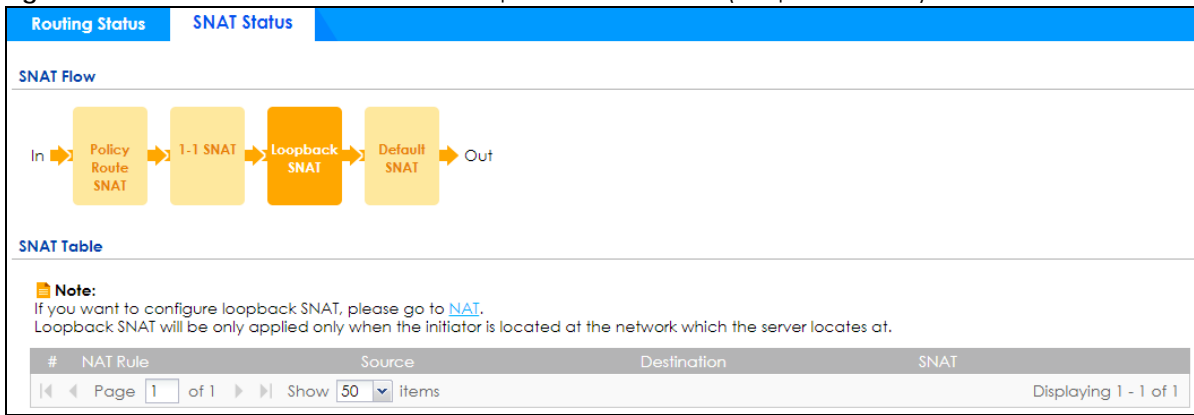 Routing Status SNAT Status
SNAT Flow
In Policy Route SNAT 1-1 SNAT Loopback SNAT Default SNAT Out
SNAT Table
Note:
If you want to configure loopback SNAT, please go to NAT.
Loopback SNAT will be only applied only when the initiator is located at the network which the server locates at.
# NAT Rule Source Destination SNAT
Page 1 of 1 Show 50 items Displaying 1 - 1 of 1